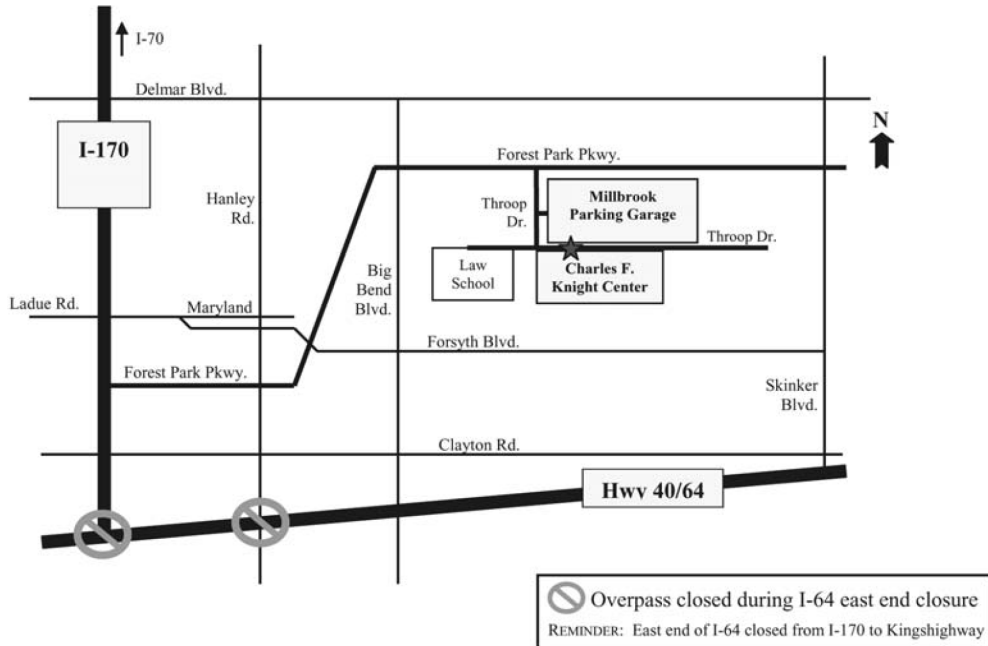 I-70
Delmar Blvd.
I-170
N
Forest Park Pkwy.
Hanley
Rd.
Throop
Dr.
Millbrook
Parking Garage
Throop Dr.
Law
School
Charles F.
Knight Center
Big
Bend
Blvd.
Ladue Rd.
Maryland
Forsyth Blvd.
Forest Park Pkwy.
Skinker
Blvd.
Clayton Rd.
Hwv 40/64
Overpass closed during I-64 east end closure
REMINDER: East end of I-64 closed from I-170 to Kingshighway